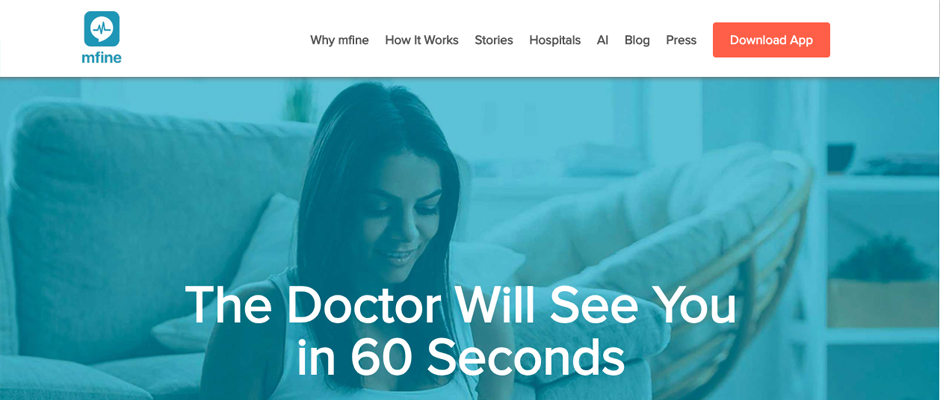 mfine
Why mfine
How It Works
Stories
Hospitals
AI
Blog
Press
Download App
The Doctor Will See You
in 60 Seconds